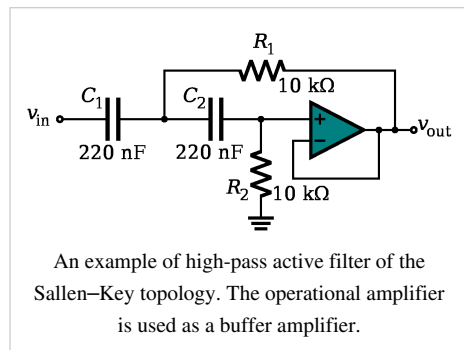 R1
10 kΩ
C1
C2
vin
+
−
vout
220 nF
220 nF
R2
10 kΩ
An example of high-pass active filter of the
Sallen–Key topology. The operational amplifier
is used as a buffer amplifier.